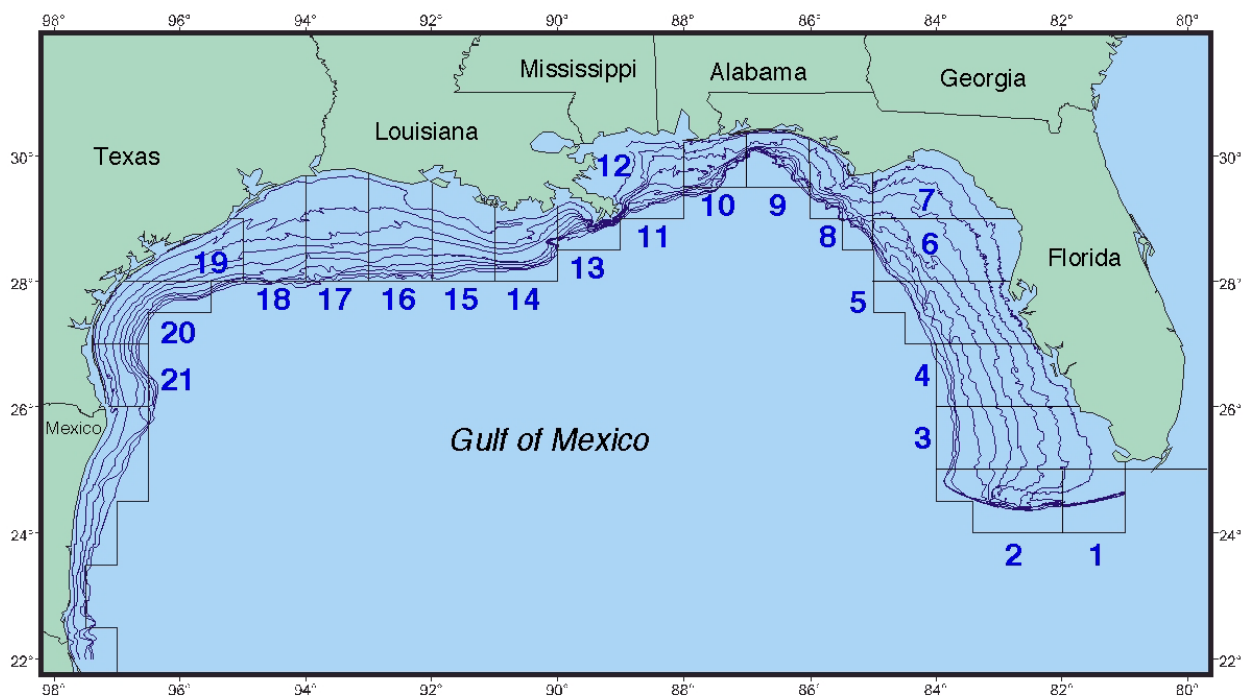 98° 96° 94° 92° 90° 88° 86° 84° 82° 80°
Mississippi Alabama Georgia
Louisiana
Texas
30° 12 30°
7
10 9
11 8 6
Florida
19 13
28° 28°
18 17 16 15 14 5
20
21 4
26° 26°
Mexico
Gulf of Mexico 3
24° 24°
2 1
22° 22°
98° 96° 94° 92° 90° 88° 86° 84° 82° 80°